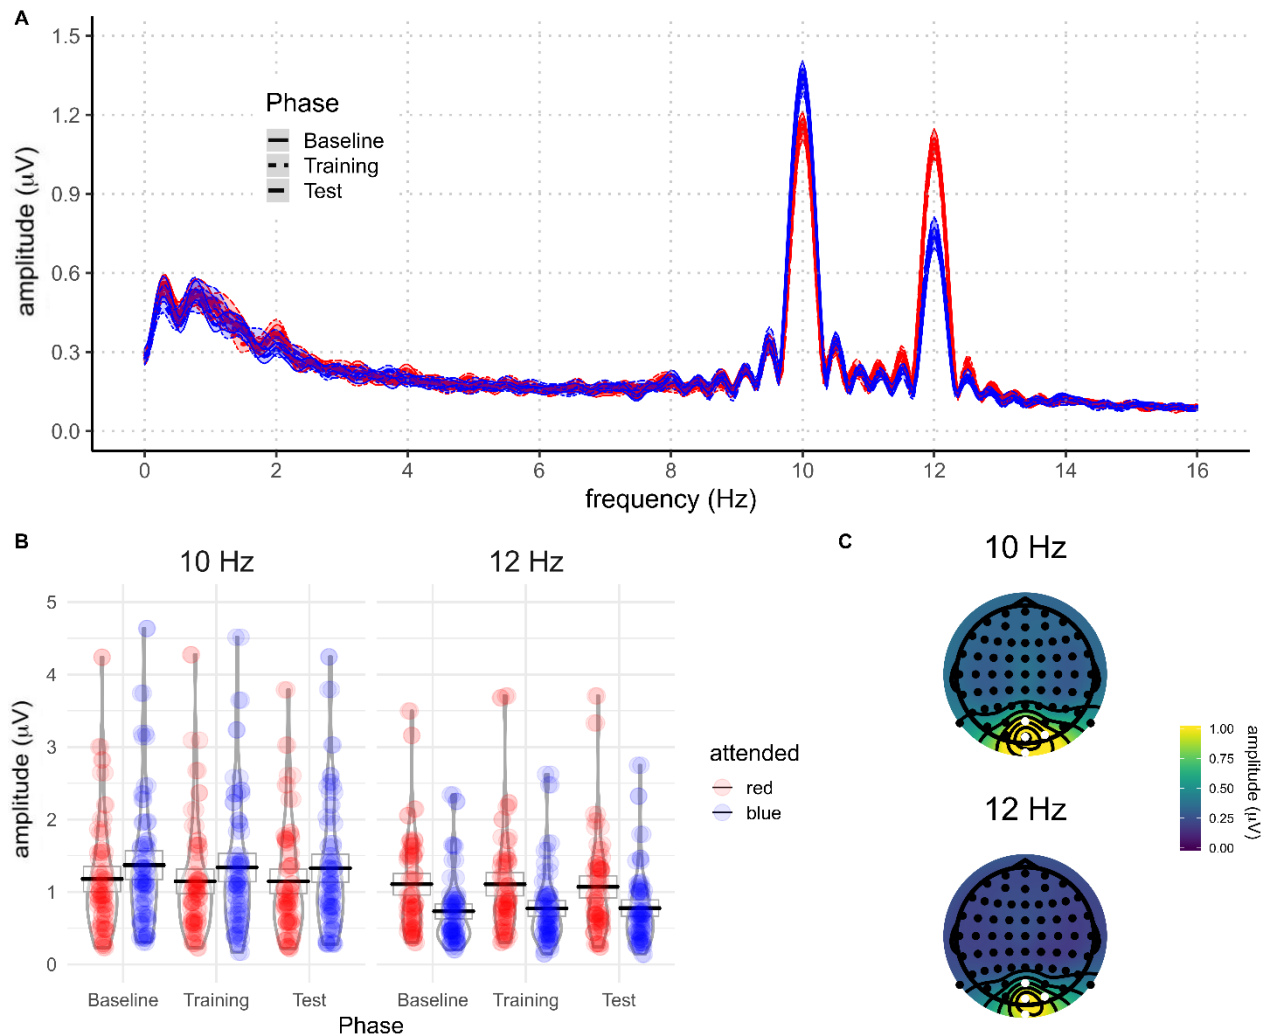 A
1.5
1.2
0.9
0.6
0.3
0.0
amplitude (μV)
Phase
Baseline
Training
Test
0 2 4 6 8 10 12 14 16
frequency (Hz)
B
10 Hz 12 Hz
5
4
3
2
1
0
amplitude (μV)
Baseline Training Test Baseline Training Test
Phase
attended
red
blue
C
10 Hz
12 Hz
1.00
0.75
0.50
0.25
0.00
amplitude (μV)